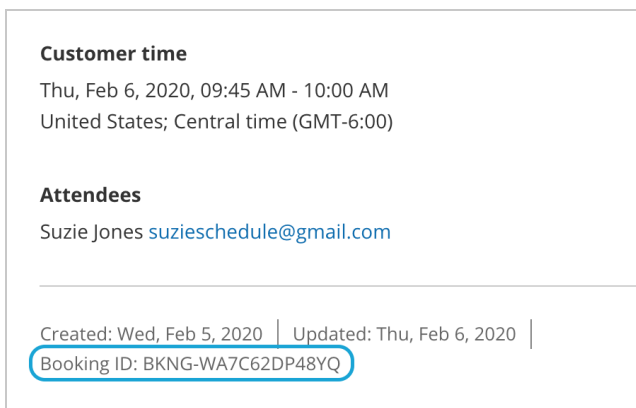 Customer time
Thu, Feb 6, 2020, 09:45 AM - 10:00 AM
United States; Central time (GMT-6:00)
Attendees
Suzie Jones suzieschedule@gmail.com
Created: Wed, Feb 5, 2020 | Updated: Thu, Feb 6, 2020 |
Booking ID: BKNG-WA7C62DP48YQ